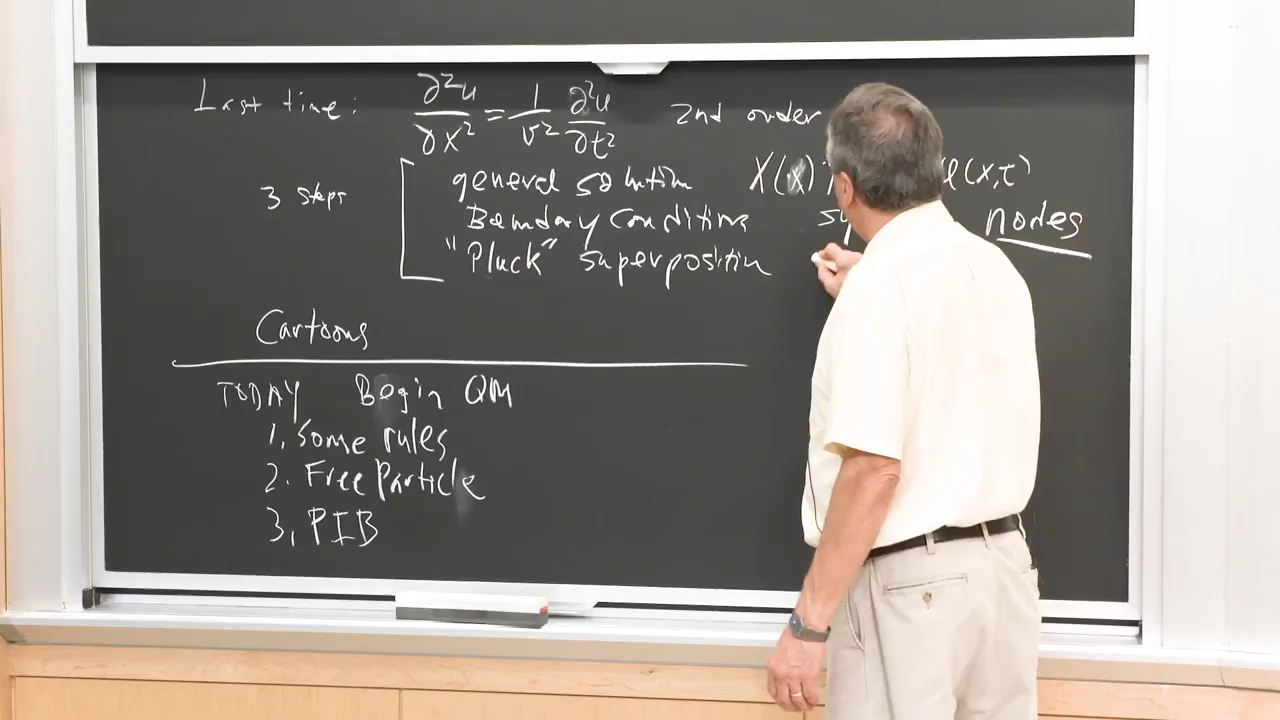 Last time: ∂²u/∂x² = 1/v² ∂²u/∂t² 2nd order
3 steps
general solution X(x) u(x,t)
Boundary Conditions nodes
"Pluck" superposition
Cartoons
TODAY Begin QM
1. Some rules
2. Free Particle
3. PIB